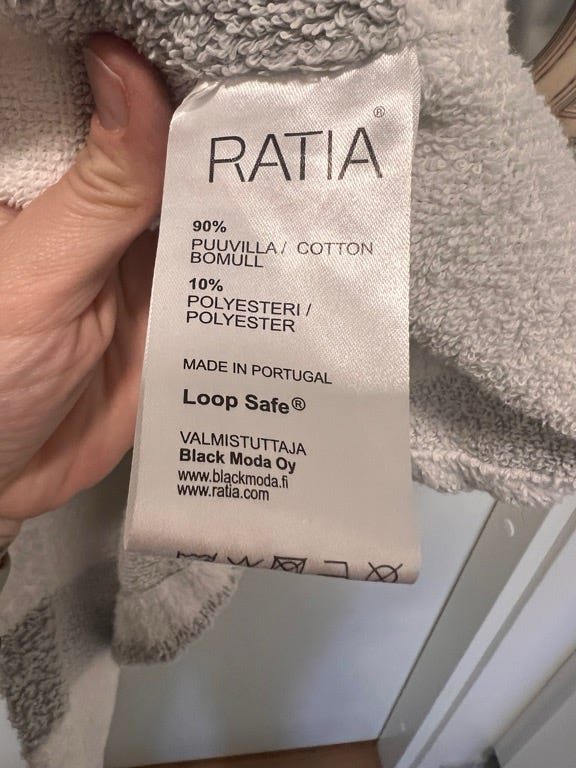 RATIA®
90%
PUUVILLA / COTTON
BOMULL
10%
POLYESTERI /
POLYESTER
MADE IN PORTUGAL
Loop Safe®
VALMISTUTTAJA
Black Moda Oy
www.blackmoda.fi
www.ratia.com